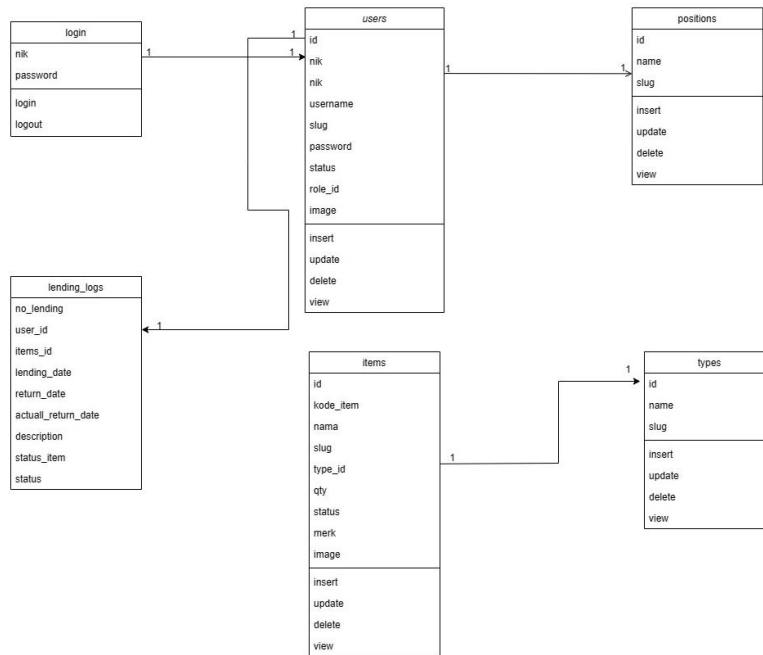 login
nik
password
login
logout
1
1
1
users
id
nik
nik
username
slug
password
status
role_id
image
insert
update
delete
view
1
1
positions
id
name
slug
insert
update
delete
view
lending_logs
no_lending
user_id
items_id
lending_date
return_date
actuall_return_date
description
status_item
status
1
items
id
kode_item
nama
slug
type_id
qty
status
merk
image
insert
update
delete
view
1
1
types
id
name
slug
insert
update
delete
view